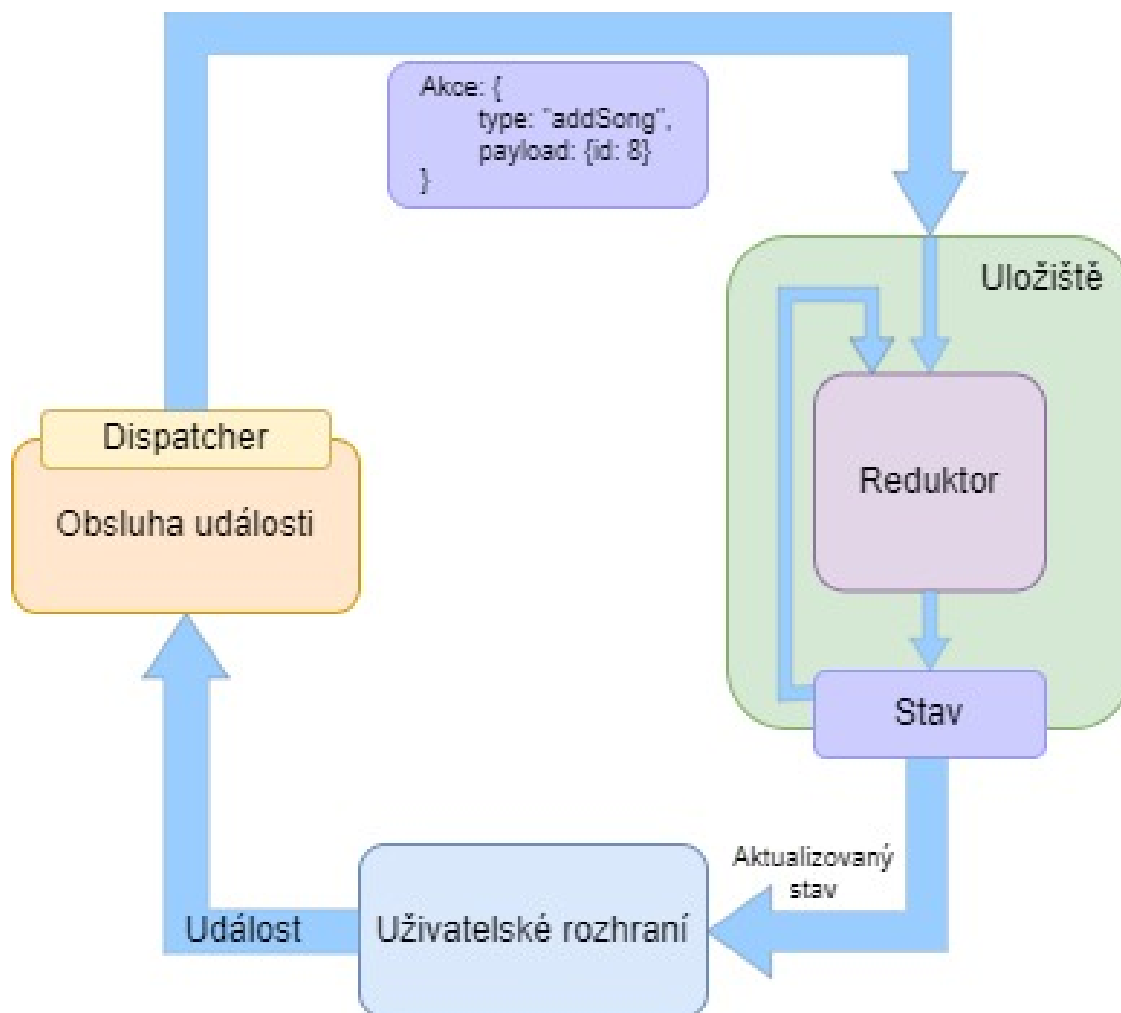 Akce: {
type: "addSong",
payload: {id: 8}
}
Uložiště
Dispatcher
Obsluha události
Reduktor
Stav
Aktualizovaný
stav
Událost
Uživatelské rozhraní